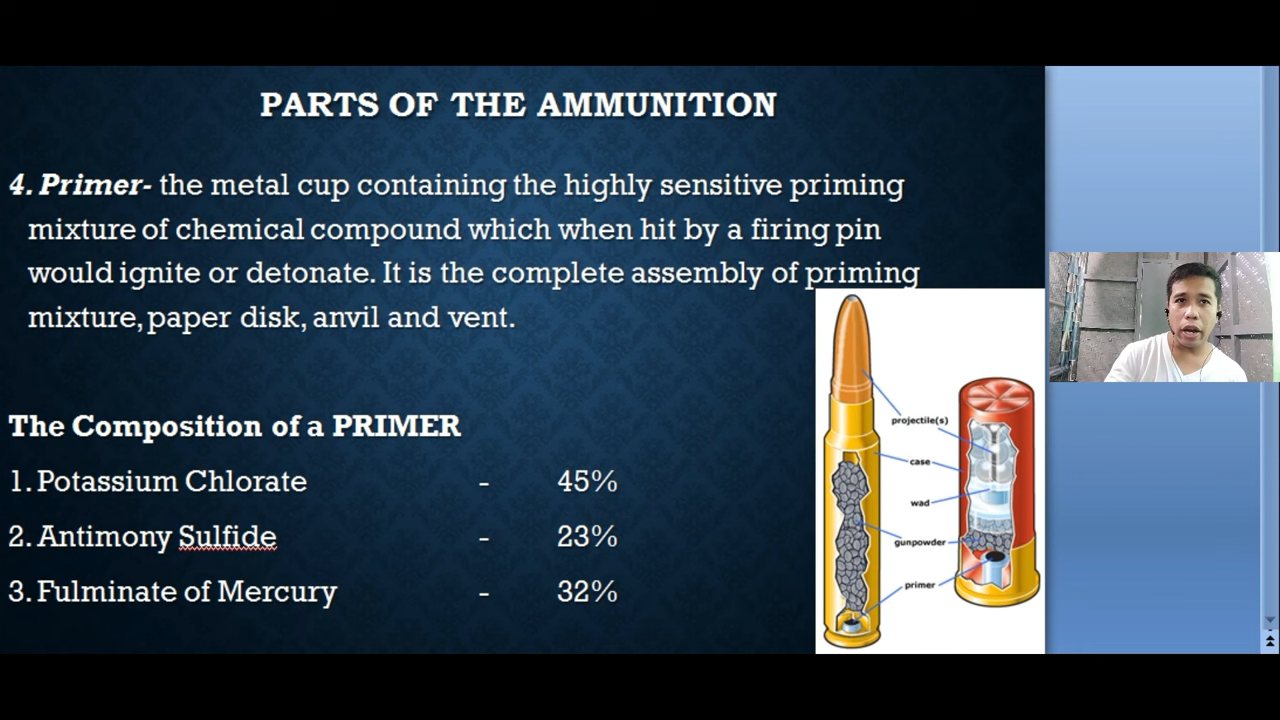 PARTS OF THE AMMUNITION
4. Primer- the metal cup containing the highly sensitive priming
mixture of chemical compound which when hit by a firing pin
would ignite or detonate. It is the complete assembly of priming
mixture, paper disk, anvil and vent.
The Composition of a PRIMER
1. Potassium Chlorate - 45%
2. Antimony Sulfide - 23%
3. Fulminate of Mercury - 32%
projectile(s)
case
wad
gunpowder
primer